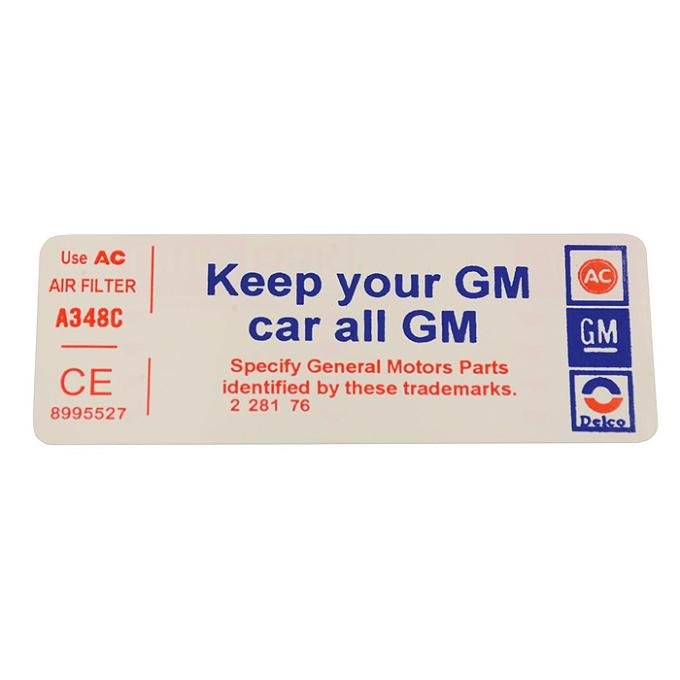 Use AC
AIR FILTER
A348C
CE
8995527
Keep your GM
car all GM
Specify General Motors Parts
identified by these trademarks.
2 281 76
AC
GM
Delco